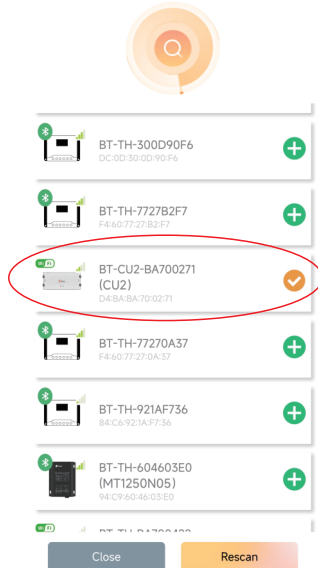 BT-TH-300D90F6
DC:0D:30:0D:90:F6
BT-TH-7727B2F7
F4:60:77:27:B2:F7
WiFi
BT-CU2-BA700271
(CU2)
D4:BA:BA:70:02:71
BT-TH-77270A37
F4:60:77:27:0A:37
BT-TH-921AF736
84:C6:92:1A:F7:36
BT-TH-604603E0
(MT1250N05)
94:C9:60:46:03:E0
WiFi
Close
Rescan